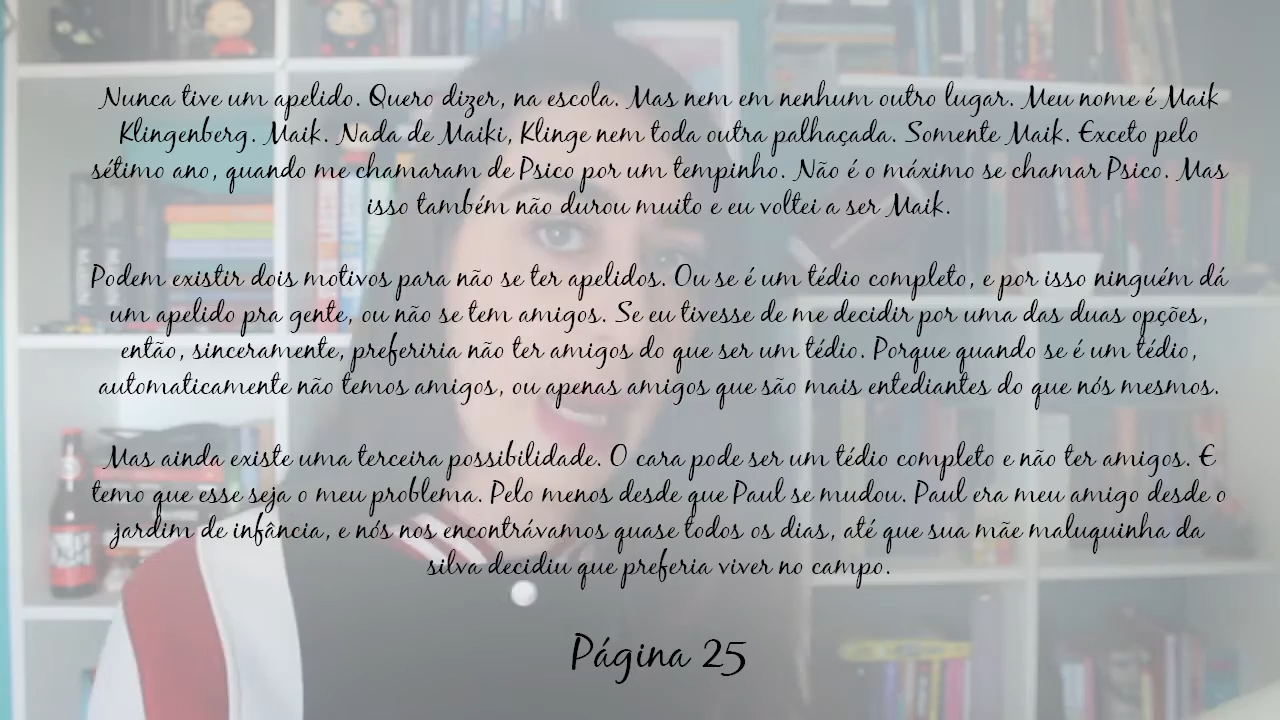 Nunca tive um apelido. Quero dizer, na escola. Mas nem em nenhum outro lugar. Meu nome é Maik
Klingenberg. Maik. Nada de Maiki, Klinge nem toda outra palhaçada. Somente Maik. Exceto pelo
sétimo ano, quando me chamaram de Psico por um tempinho. Não é o máximo se chamar Psico. Mas
isso também não durou muito e eu voltei a ser Maik.
Podem existir dois motivos para não se ter apelidos. Ou se é um tédio completo, e por isso ninguém dá
um apelido pra gente, ou não se tem amigos. Se eu tivesse de me decidir por uma das duas opções,
então, sinceramente, preferiria não ter amigos do que ser um tédio. Porque quando se é um tédio,
automaticamente não temos amigos, ou apenas amigos que são mais entediantes do que nós mesmos.
Mas ainda existe uma terceira possibilidade. O cara pode ser um tédio completo e não ter amigos. E
temo que esse seja o meu problema. Pelo menos desde que Paul se mudou. Paul era meu amigo desde o
jardim de infância, e nós nos encontrávamos quase todos os dias, até que sua mãe maluquinha da
silva decidiu que preferia viver no campo.
Página 25